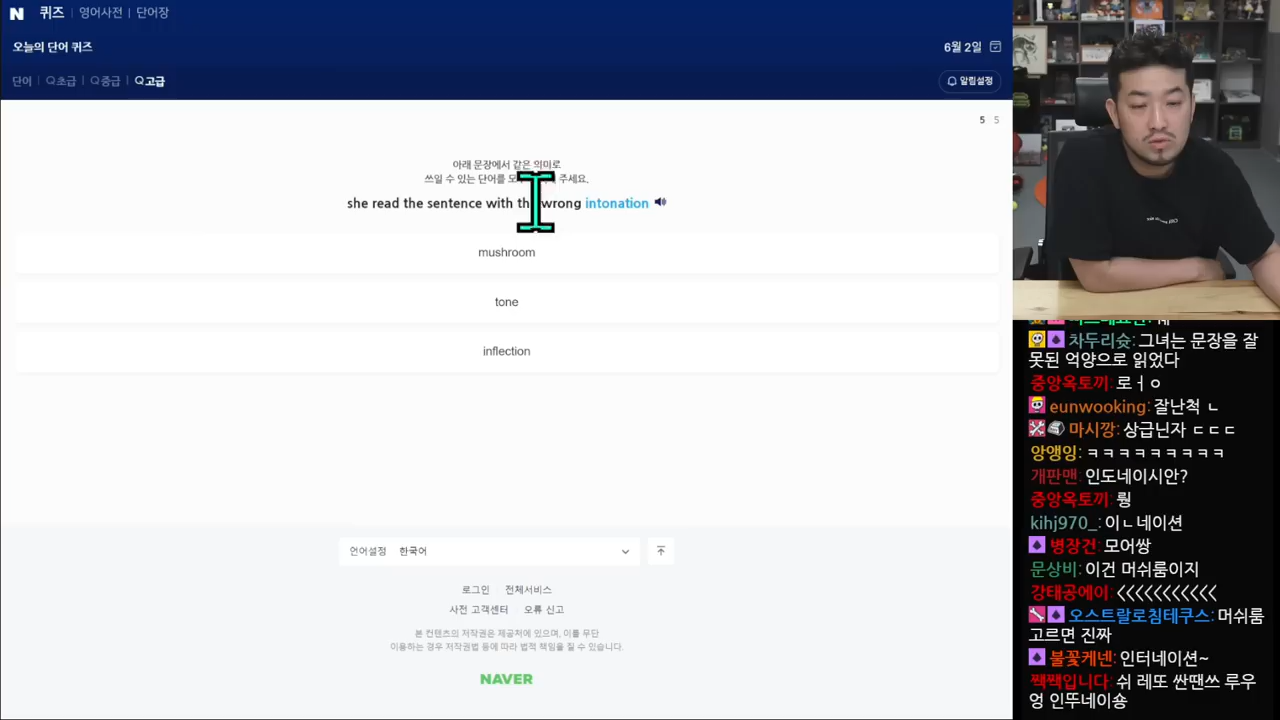 N 퀴즈 영어사전 단어장
오늘의 단어 퀴즈
6월 2일
단어 Q초급 Q중급 Q고급
알림설정
5 5
아래 문장에서 같은 의미로
쓰일 수 있는 단어를 주세요.
she read the sentence with wrong intonation
mushroom
tone
inflection
언어설정 한국어
로그인 전체서비스
사전 고객센터 오류 신고
본 컨텐츠의 저작권은 제공처에 있으며, 이를 무단
이용하는 경우 저작권법 등에 따라 법적 책임을 질 수 있습니다.
NAVER
차두리슛: 그녀는 문장을 잘
못된 억양으로 읽었다
중앙옥토끼: 로ㅓㅇ
eunwooking: 잘난척 ㄴ
마시깡: 상급닌자 ㄷㄷㄷ
앙앵잉: ㅋㅋㅋㅋㅋㅋㅋㅋㅋ
개판맨: 인도네이시안?
중앙옥토끼: 뤙
kihj970_: 이ㄴ네이션
병장건: 모어쌍
문상비: 이건 머쉬룸이지
강태공에이: 〈〈〈〈〈〈〈〈〈〈〈
오스트랄로침테쿠스: 머쉬룸
고르면 진짜
불꽃케넨: 인터네이션~
짹짹입니다: 쉬 레또 싼땐쓰 루우
엉 인뚜네이숑